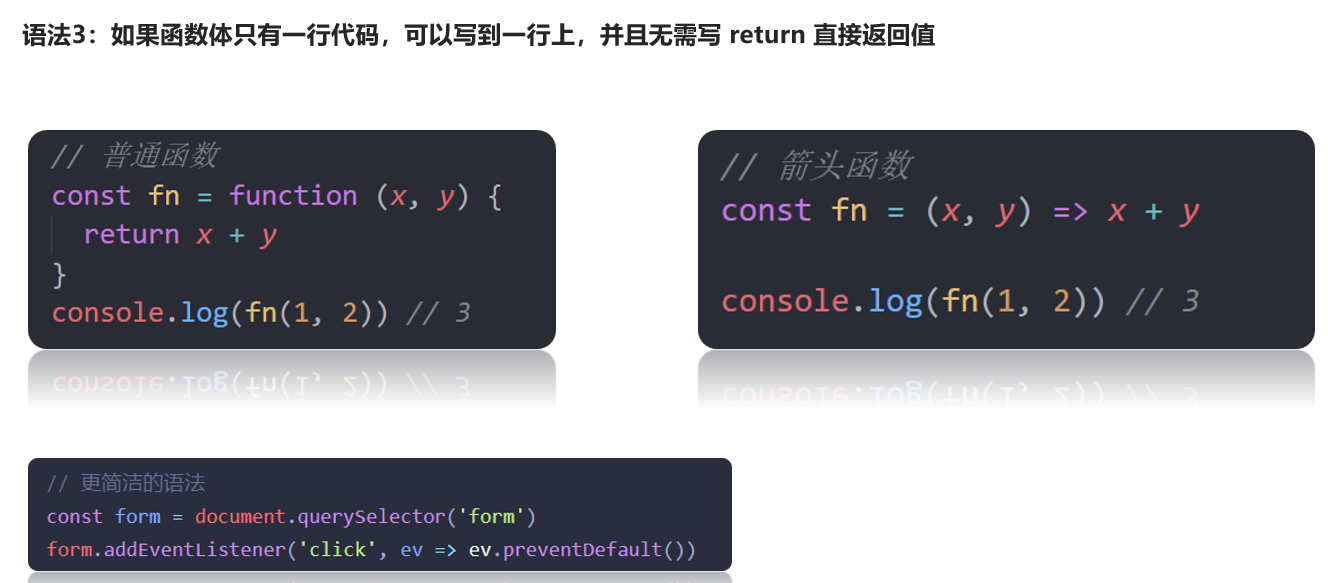 语法3：如果函数体只有一行代码，可以写到一行上，并且无需写 return 直接返回值
// 普通函数
const fn = function (x, y) {
return x + y
}
console.log(fn(1, 2)) // 3
// 箭头函数
const fn = (x, y) => x + y
console.log(fn(1, 2)) // 3
// 更简洁的语法
const form = document.querySelector('form')
form.addEventListener('click', ev => ev.preventDefault())